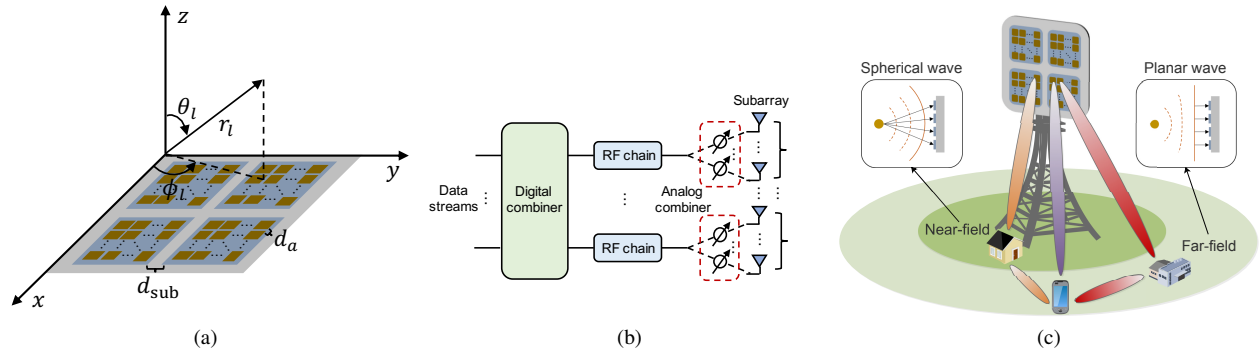 z
θ_l
r_l
y
ϕ_l
d_a
d_sub
x
(a)
Subarray
RF chain
Data
streams
Digital
combiner
Analog
combiner
RF chain
(b)
Spherical wave
Planar wave
Near-field
Far-field
(c)